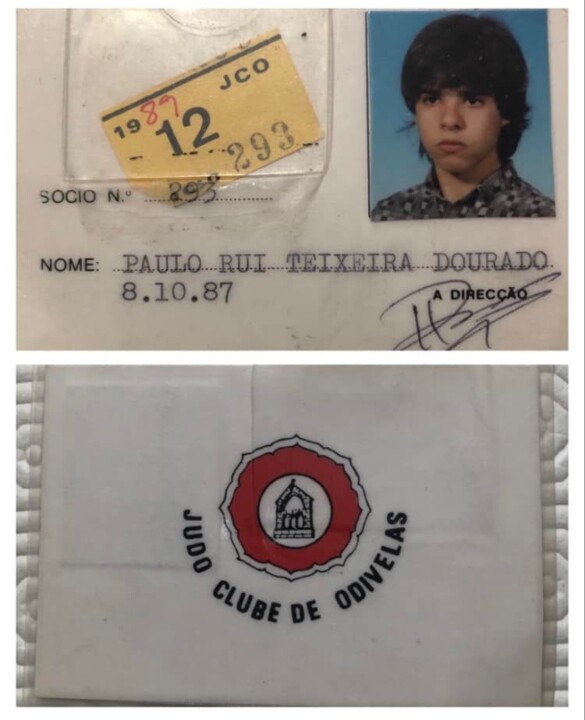 JCO
1989
12
293
SOCIO N.º 293
NOME: PAULO RUI TEIXEIRA DOURADO
8.10.87
A DIRECÇÃO
JUDO CLUBE DE ODIVELAS